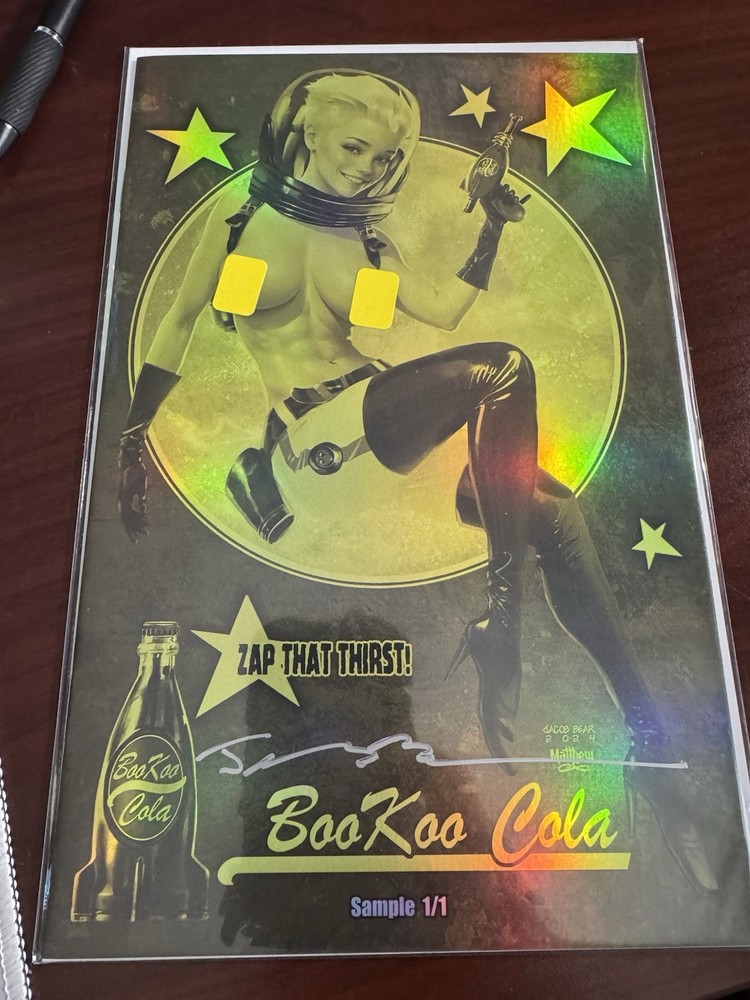 ZAP THAT THIRST!
BooKoo
Cola
JACOB BEAR
2024
Matthew
BooKoo Cola
Sample 1/1